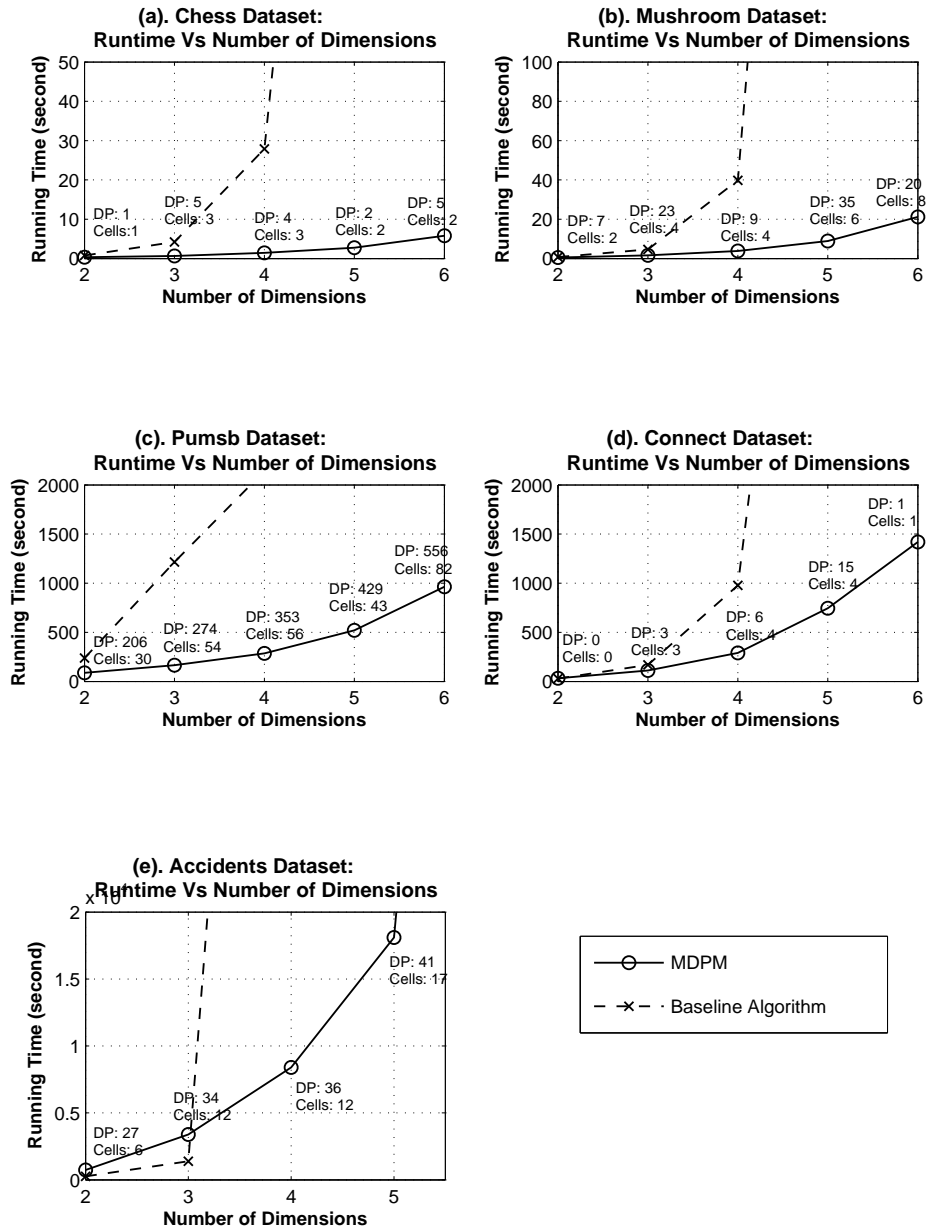 (a). Chess Dataset:
Runtime Vs Number of Dimensions
50
40
30
20
10
0
Running Time (second)
DP: 1
Cells:1
DP: 5
Cells: 3
DP: 4
Cells: 3
DP: 2
Cells: 2
DP: 5
Cells: 2
2 3 4 5 6
Number of Dimensions
(b). Mushroom Dataset:
Runtime Vs Number of Dimensions
100
80
60
40
20
0
Running Time (second)
DP: 7
Cells: 2
DP: 23
Cells: 4
DP: 9
Cells: 4
DP: 35
Cells: 6
DP: 20
Cells: 8
2 3 4 5 6
Number of Dimensions
(c). Pumsb Dataset:
Runtime Vs Number of Dimensions
2000
1500
1000
500
0
Running Time (second)
DP: 206
Cells: 30
DP: 274
Cells: 54
DP: 353
Cells: 56
DP: 429
Cells: 43
DP: 556
Cells: 82
2 3 4 5 6
Number of Dimensions
(d). Connect Dataset:
Runtime Vs Number of Dimensions
2000
1500
1000
500
0
Running Time (second)
DP: 0
Cells: 0
DP: 3
Cells: 3
DP: 6
Cells: 4
DP: 15
Cells: 4
DP: 1
Cells: 1
2 3 4 5 6
Number of Dimensions
(e). Accidents Dataset:
Runtime Vs Number of Dimensions
x 10
2
1.5
1
0.5
0
Running Time (second)
DP: 27
Cells: 6
DP: 34
Cells: 12
DP: 36
Cells: 12
DP: 41
Cells: 17
2 3 4 5
Number of Dimensions
MDPM
Baseline Algorithm